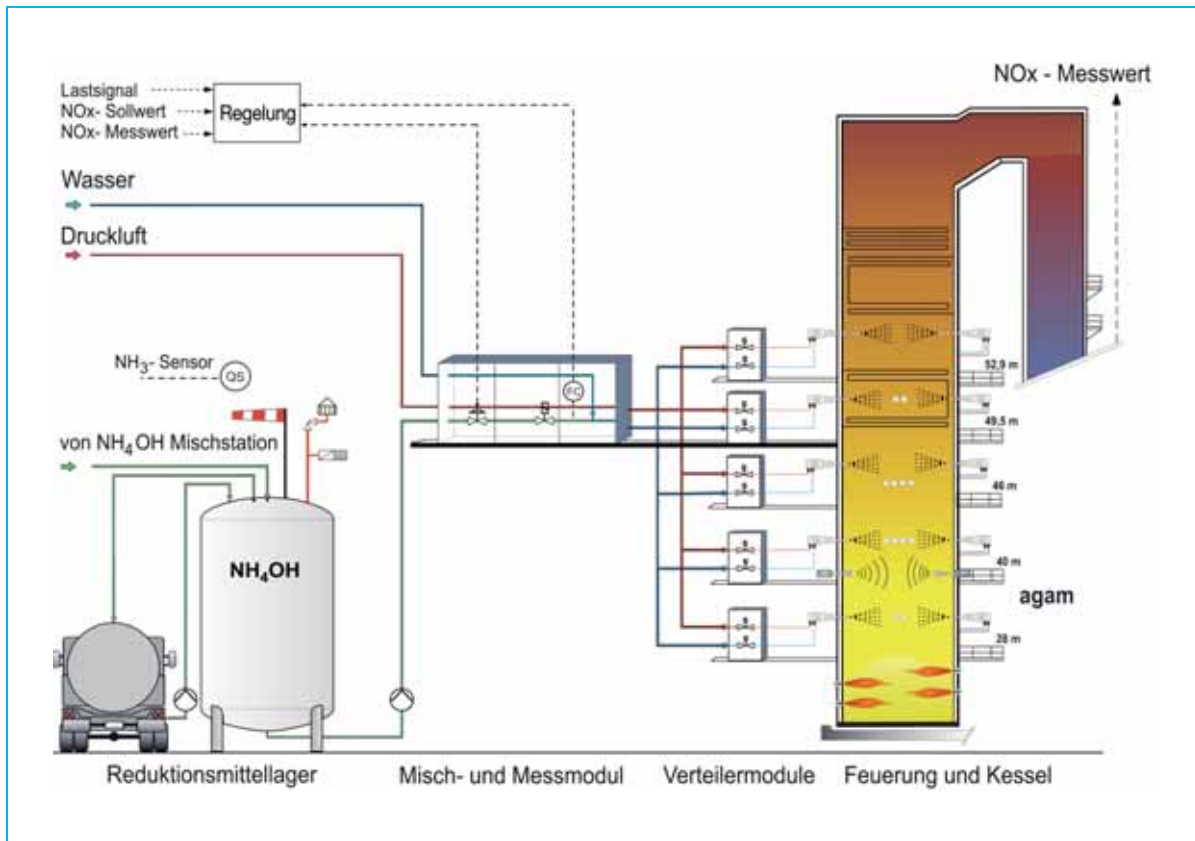 NOx - Messwert
Lastsignal
NOx- Sollwert
NOx- Messwert
Regelung
Wasser
Druckluft
NH3- Sensor
QS
von NH4OH Mischstation
FC
NH4OH
52,9 m
49,5 m
46 m
40 m
agam
28 m
Reduktionsmittellager
Misch- und Messmodul
Verteilermodule
Feuerung und Kessel